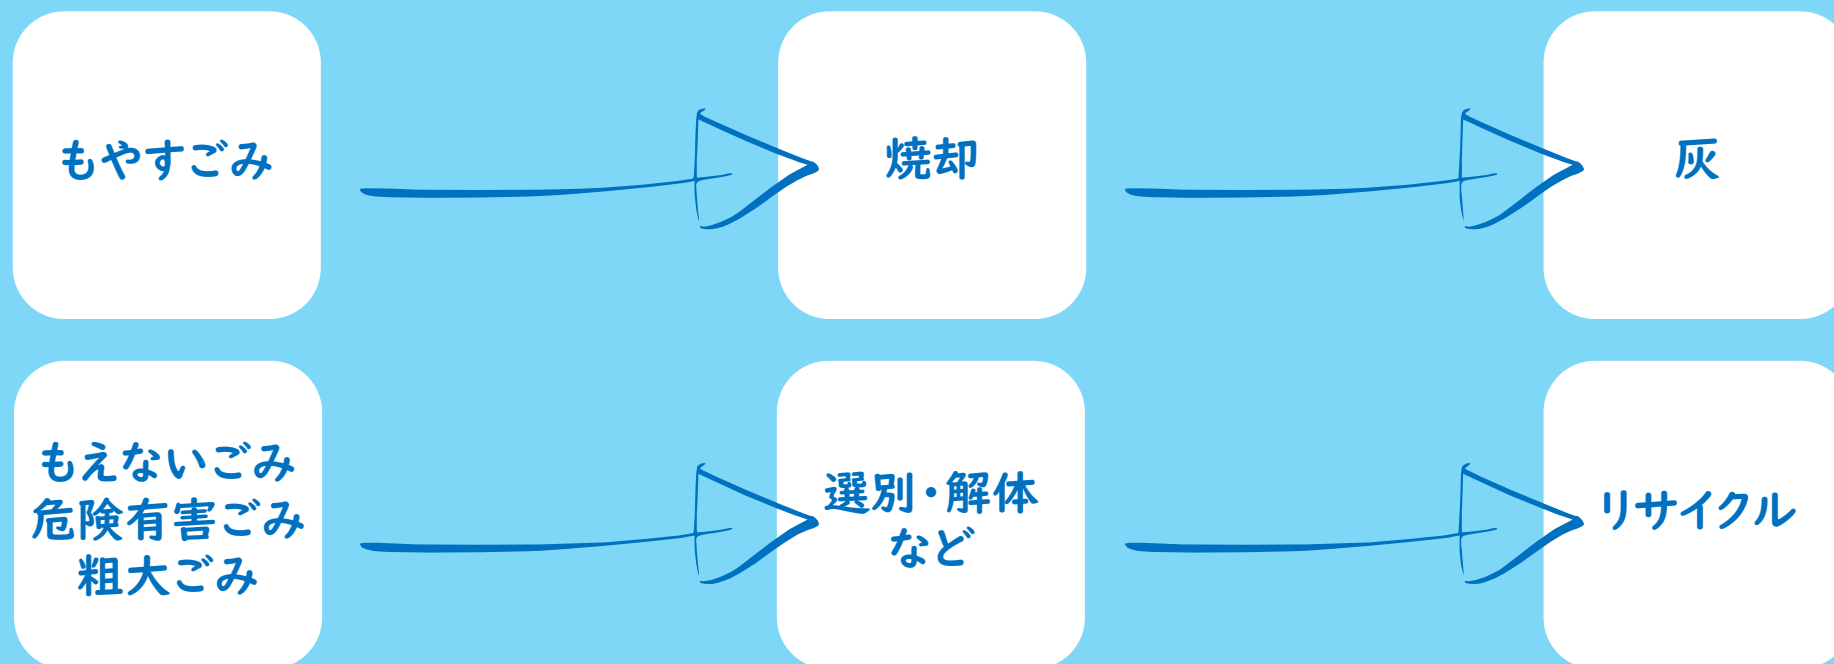 もやすごみ
焼却
灰
もえないごみ
危険有害ごみ
粗大ごみ
選別・解体
など
リサイクル